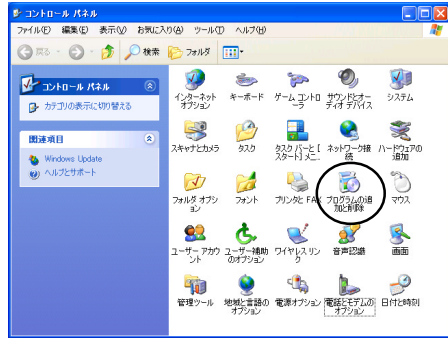 コントロール パネル
ファイル(F) 編集(E) 表示(V) お気に入り(A) ツール(T) ヘルプ(H)
戻る 検索 フォルダ
コントロール パネル
カテゴリの表示に切り替える
関連項目
Windows Update
ヘルプとサポート
インターネット
オプション
キーボード
ゲーム コントロ
ーラ
サウンドとオー
ディオ デバイス
システム
スキャナとカメラ
タスク
タスク バーと [
スタート] メニ...
ネットワーク接
続
ハードウェアの
追加
フォルダ オプシ
ョン
フォント
プリンタと FAX
プログラムの追
加と削除
マウス
ユーザー アカウ
ント
ユーザー補助
のオプション
ワイヤレス リン
ク
音声認識
画面
管理ツール
地域と言語の
オプション
電源オプション
電話とモデムの
オプション
日付と時刻